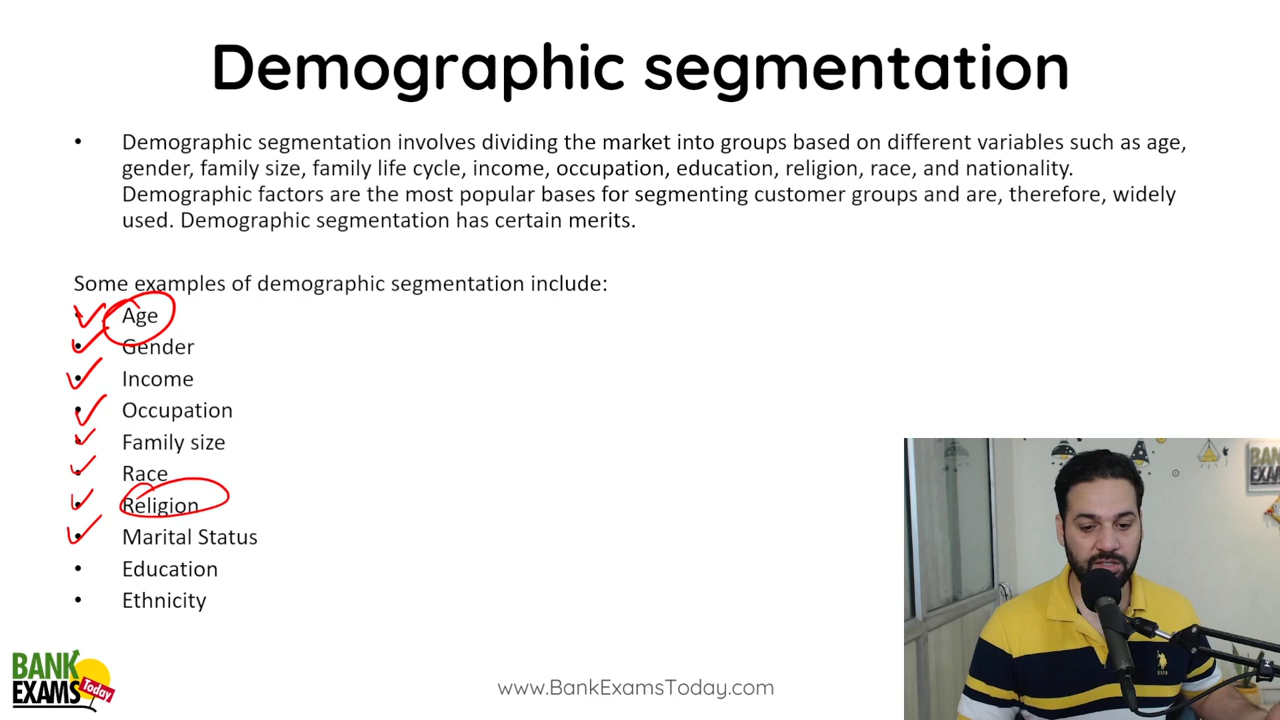 Demographic segmentation
• Demographic segmentation involves dividing the market into groups based on different variables such as age,
gender, family size, family life cycle, income, occupation, education, religion, race, and nationality.
Demographic factors are the most popular bases for segmenting customer groups and are, therefore, widely
used. Demographic segmentation has certain merits.
Some examples of demographic segmentation include:
• Age
• Gender
• Income
• Occupation
• Family size
• Race
• Religion
• Marital Status
• Education
• Ethnicity
BANK
EXAMS
Today
www.BankExamsToday.com
BAN
EXAM